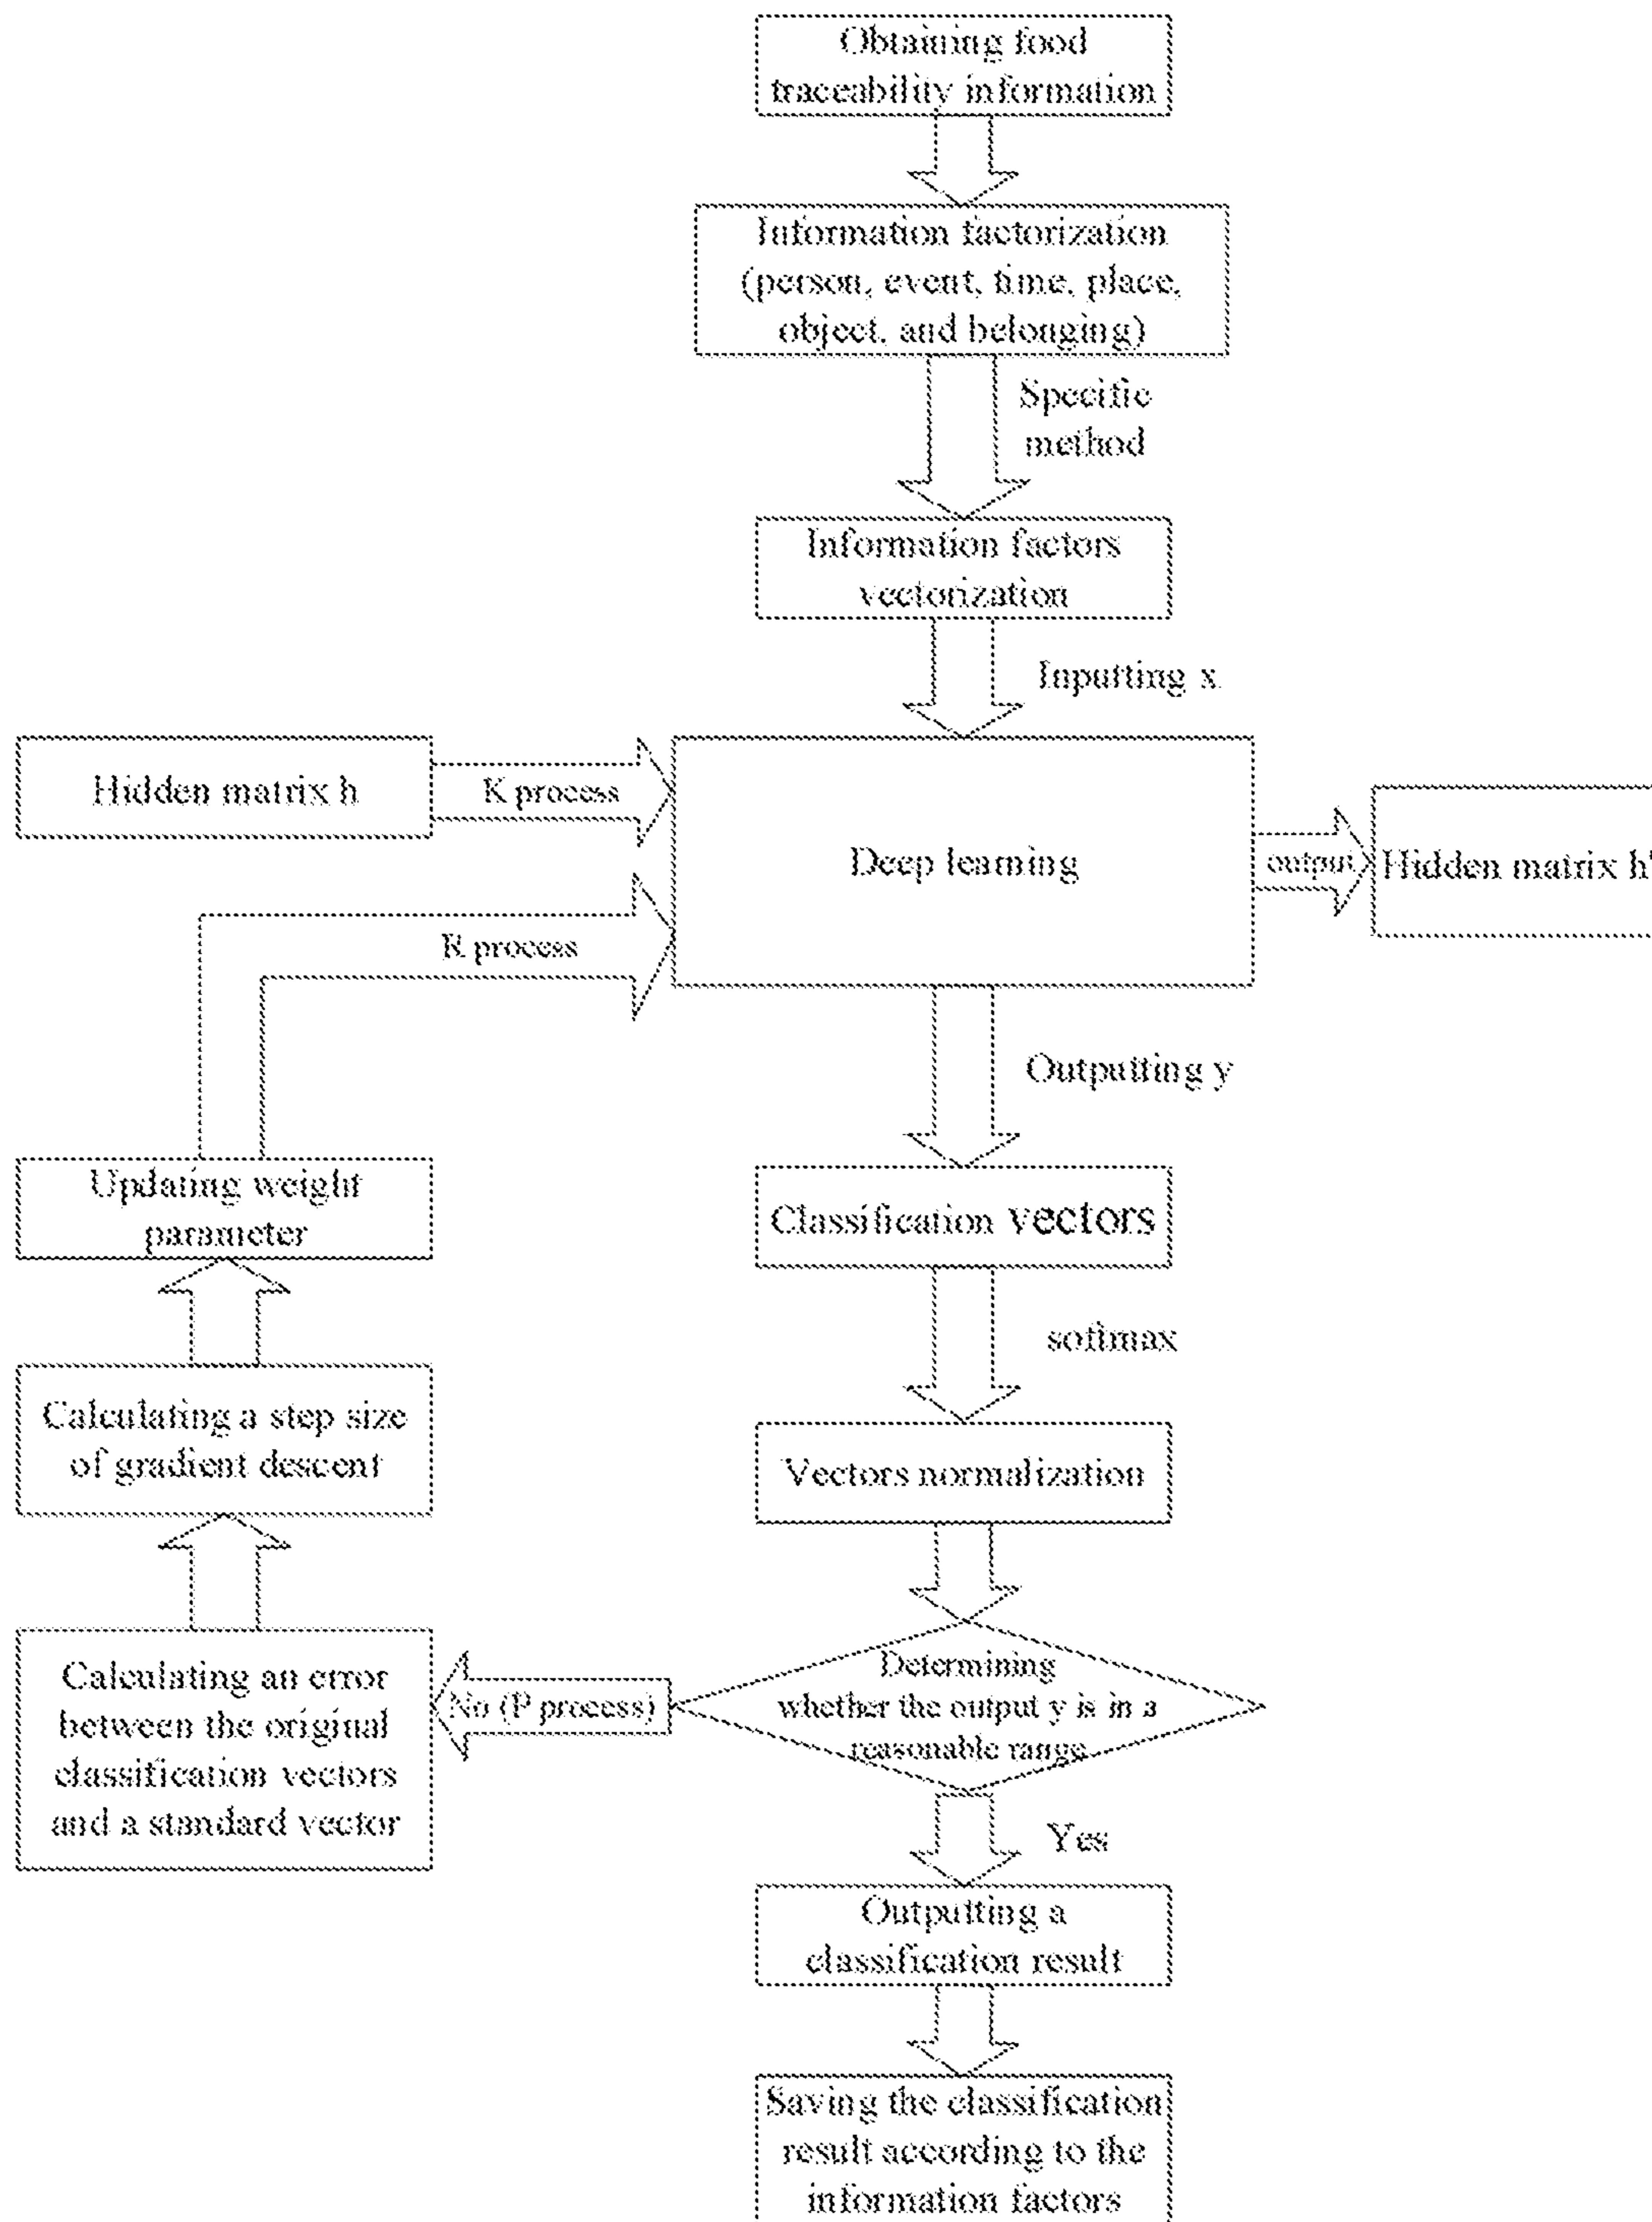 Obtaining food
traceability information
Information factorization
(person, event, time, place,
object, and belonging)
Specific
method
Information factors
vectorization
Inputting x
Hidden matrix h
K process
Deep learning
output
Hidden matrix h'
R process
Outputting y
Updating weight
parameter
Classification vectors
softmax
Calculating a step size
of gradient descent
Vectors normalization
Calculating an error
between the original
classification vectors
and a standard vector
No (P process)
Determining
whether the output y is in a
reasonable range
Yes
Outputting a
classification result
Saving the classification
result according to the
information factors